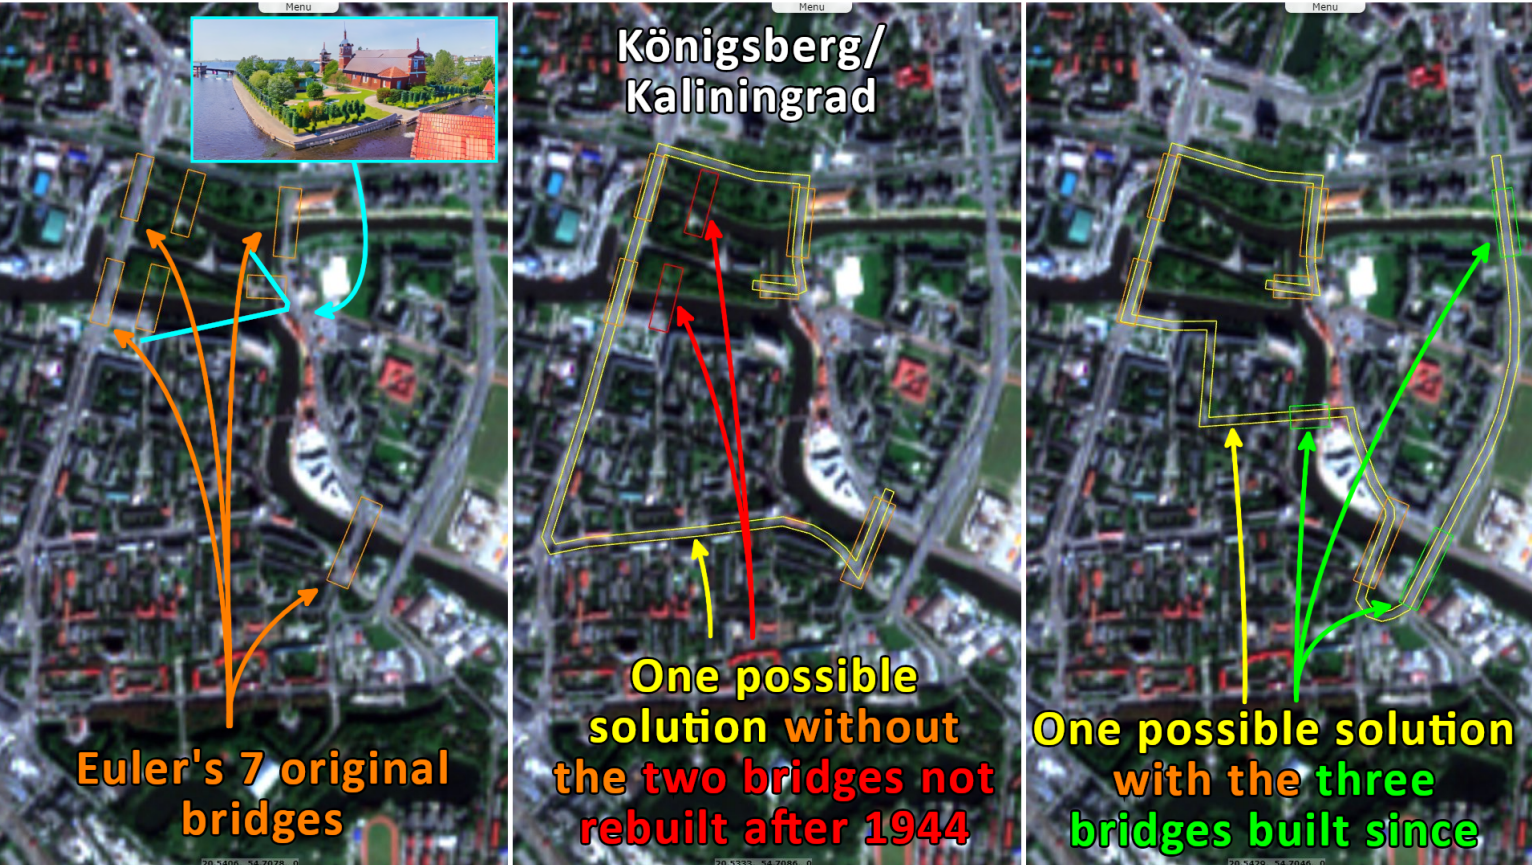 Menu
Menu
Menu
Königsberg/
Kaliningrad
Euler's 7 original
bridges
One possible
solution without
the two bridges not
rebuilt after 1944
One possible solution
with the three
bridges built since